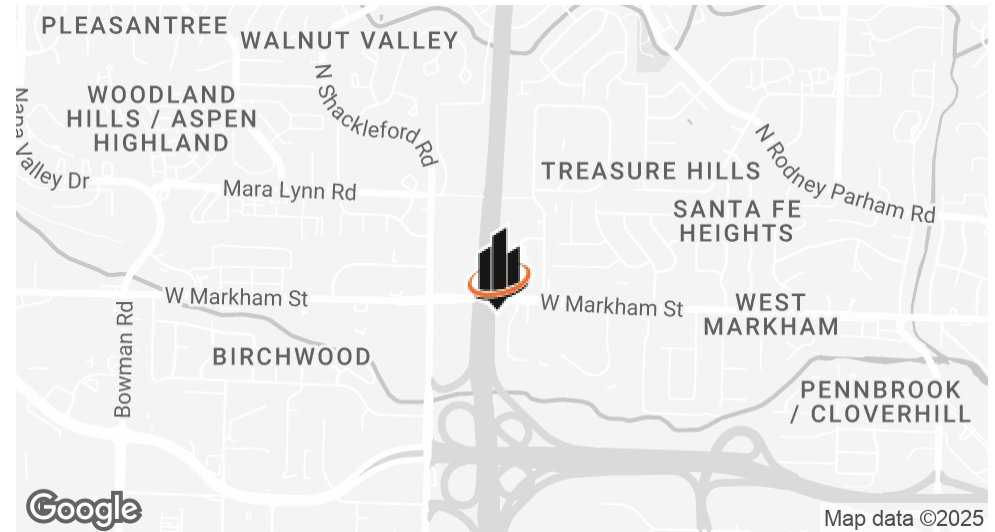 PLEASANTREE
WALNUT VALLEY
N Shackleford Rd
WOODLAND
HILLS / ASPEN
HIGHLAND
Valley Dr
Mara Lynn Rd
TREASURE HILLS
N Rodney Parham Rd
SANTA FE
HEIGHTS
W Markham St
W Markham St
WEST
MARKHAM
Bowman Rd
BIRCHWOOD
PENNBROOK
/ CLOVERHILL
Google
Map data ©2025